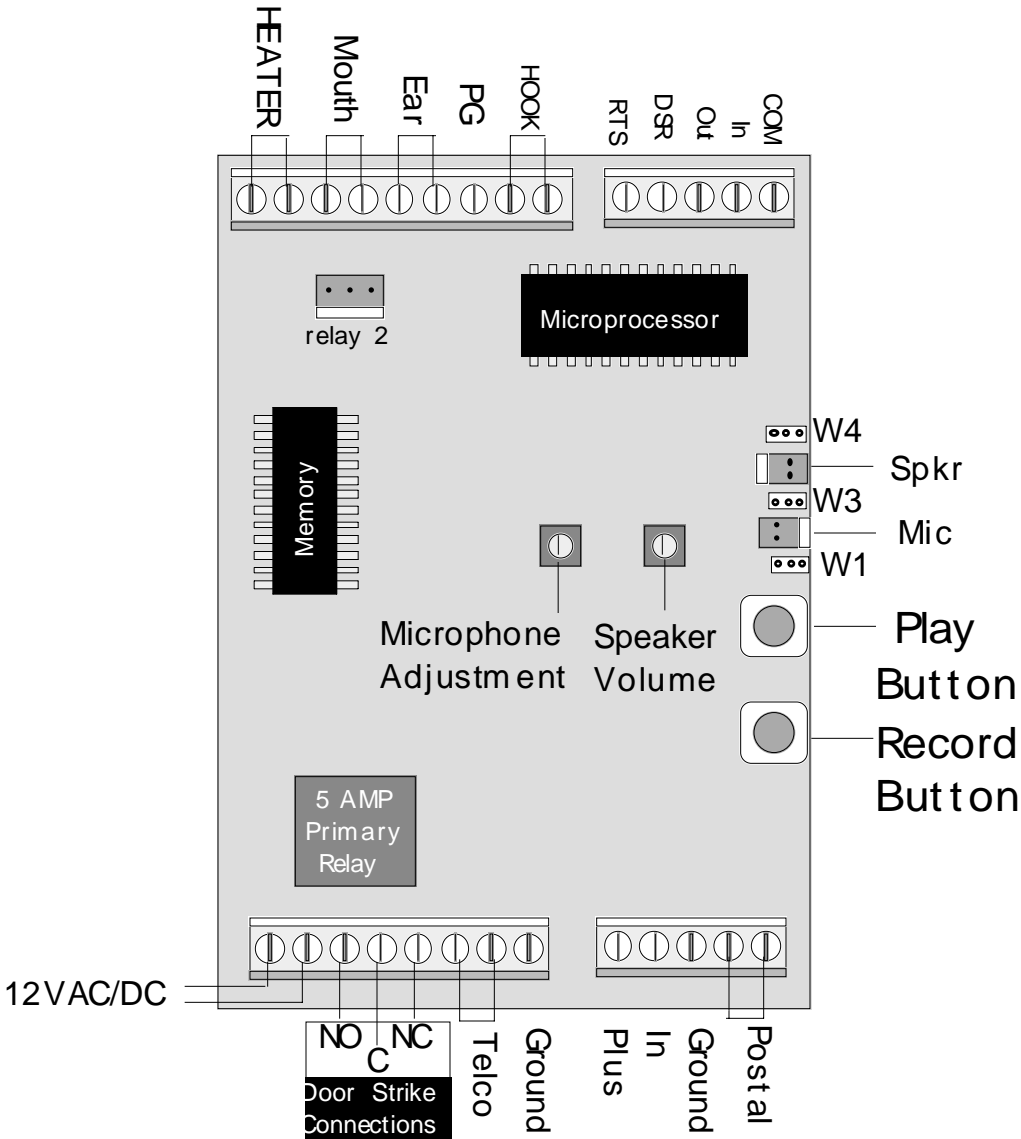 HEATER
Mouth
Ear
PG
HOOK
RTS
DSR
Out
In
COM
relay 2
Microprocessor
Memory
W4
Spkr
W3
Mic
W1
Microphone
Adjustment
Speaker
Volume
Play
Button
Record
Button
5 AMP
Primary
Relay
12VAC/DC
NO
C
NC
Door Strike
Connections
Telco
Ground
Plus
In
Ground
Postal